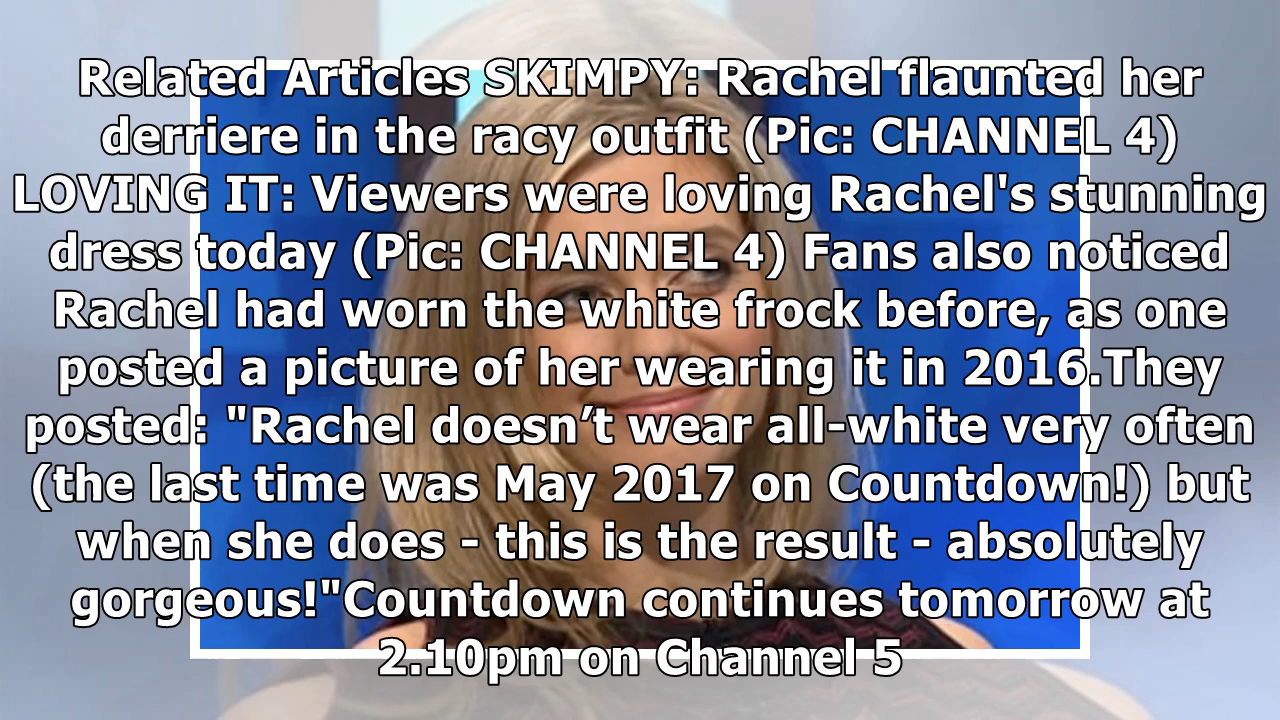 Related Articles SKIMPY: Rachel flaunted her
derriere in the racy outfit (Pic: CHANNEL 4)
LOVING IT: Viewers were loving Rachel's stunning
dress today (Pic: CHANNEL 4) Fans also noticed
Rachel had worn the white frock before, as one
posted a picture of her wearing it in 2016.They
posted: "Rachel doesn’t wear all-white very often
(the last time was May 2017 on Countdown!) but
when she does - this is the result - absolutely
gorgeous!"Countdown continues tomorrow at
2.10pm on Channel 5